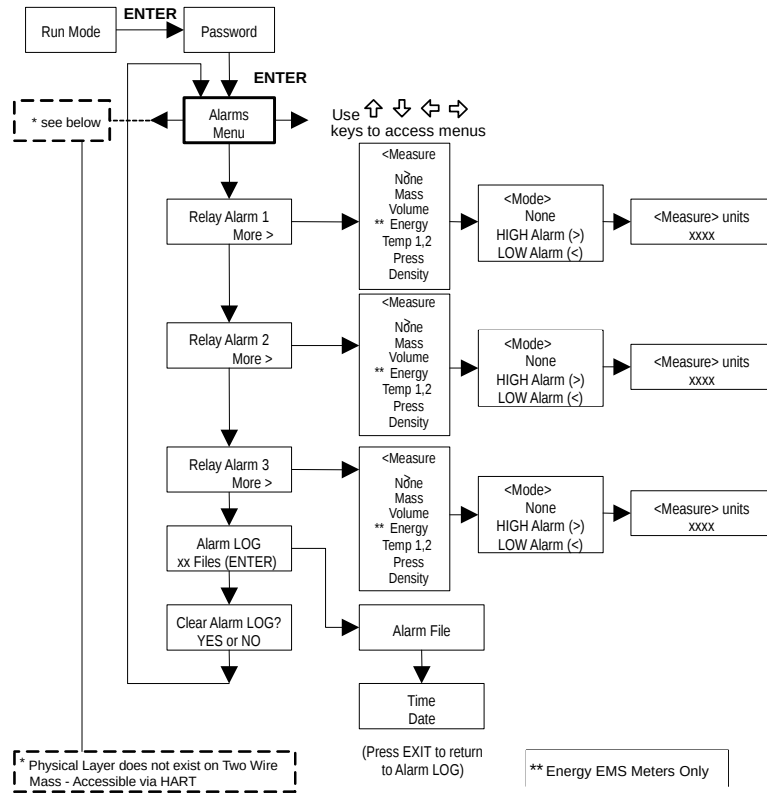 ENTER
Run Mode
Password
ENTER
* see below
Alarms
Menu
Use
keys to access menus
<Measure
>
None
Mass
Volume
** Energy
Temp 1,2
Press
Density
Relay Alarm 1
More >
<Mode>
None
HIGH Alarm (>)
LOW Alarm (<)
<Measure> units
xxxx
<Measure
>
None
Mass
Volume
** Energy
Temp 1,2
Press
Density
Relay Alarm 2
More >
<Mode>
None
HIGH Alarm (>)
LOW Alarm (<)
<Measure> units
xxxx
<Measure
>
None
Mass
Volume
** Energy
Temp 1,2
Press
Density
Relay Alarm 3
More >
<Mode>
None
HIGH Alarm (>)
LOW Alarm (<)
<Measure> units
xxxx
Alarm LOG
xx Files (ENTER)
Clear Alarm LOG?
YES or NO
Alarm File
Time
Date
(Press EXIT to return
to Alarm LOG)
* Physical Layer does not exist on Two Wire
Mass - Accessible via HART
** Energy EMS Meters Only